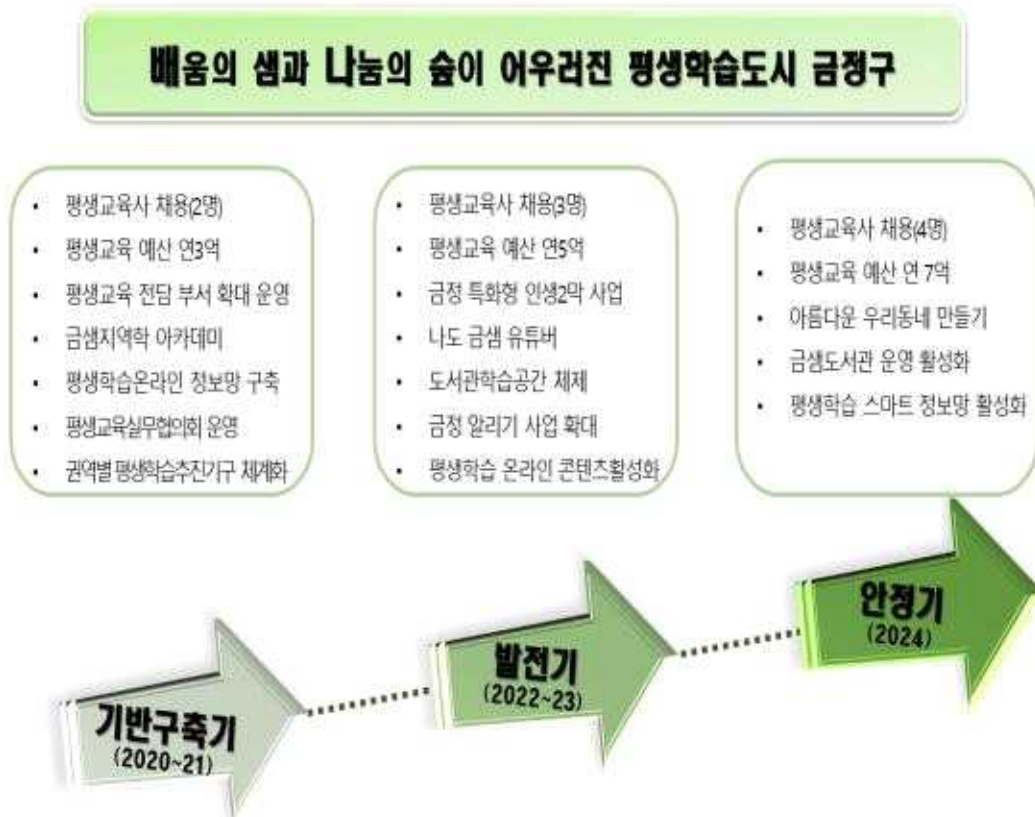 배움의 샘과 나눔의 숲이 어우러진 평생학습도시 금정구
• 평생교육사 채용(2명)
• 평생교육 예산 연3억
• 평생교육 전담 부서 확대 운영
• 금샘지역학 아카데미
• 평생학습온라인 정보망 구축
• 평생교육실무협의회 운영
• 권역별 평생학습추진기구 체계화
• 평생교육사 채용(3명)
• 평생교육 예산 연5억
• 금정 특화형 인생2막 사업
• 나도 금샘 유튜버
• 도서관학습공간 체제
• 금정 알리기 사업 확대
• 평생학습 온라인 콘텐츠활성화
• 평생교육사 채용(4명)
• 평생교육 예산 연 7억
• 아름다운 우리동네 만들기
• 금샘도서관 운영 활성화
• 평생학습 스마트 정보망 활성화
기반구축기
(2020~21)
발전기
(2022~23)
안정기
(2024)